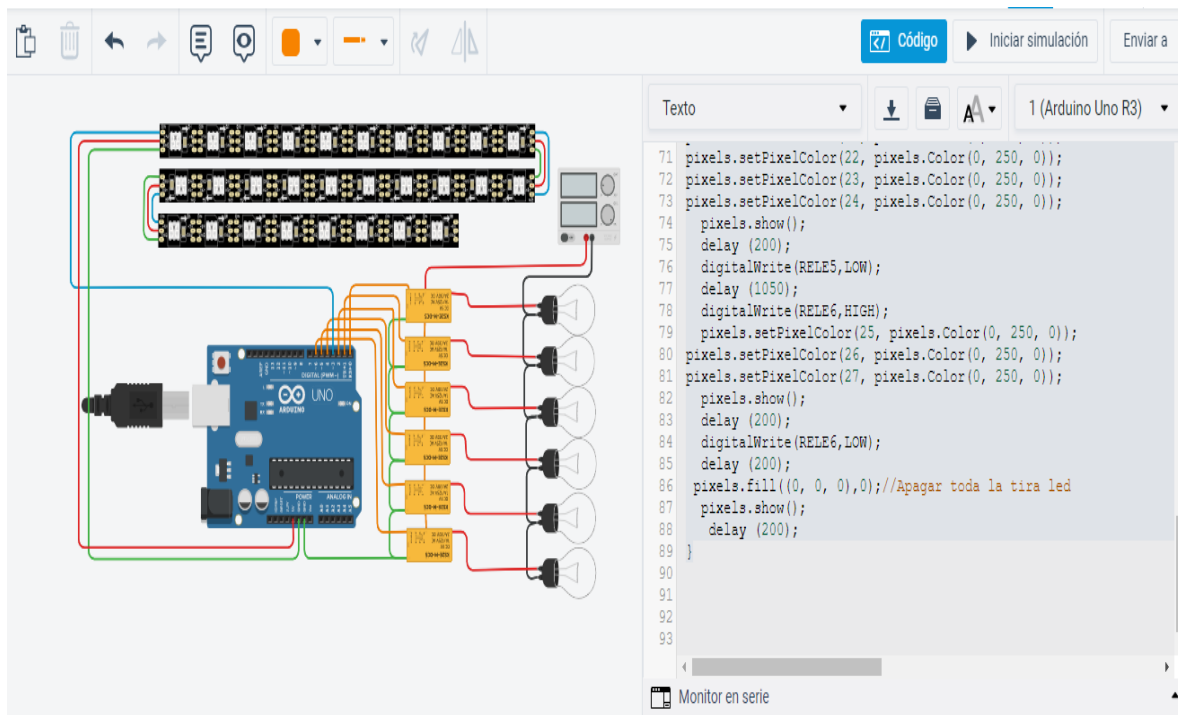 Código
Iniciar simulación
Enviar a
Texto
1 (Arduino Uno R3)
71 pixels.setPixelColor(22, pixels.Color(0, 250, 0));
72 pixels.setPixelColor(23, pixels.Color(0, 250, 0));
73 pixels.setPixelColor(24, pixels.Color(0, 250, 0));
74 pixels.show();
75 delay (200);
76 digitalWrite(RELE5,LOW);
77 delay (1050);
78 digitalWrite(RELE6,HIGH);
79 pixels.setPixelColor(25, pixels.Color(0, 250, 0));
80 pixels.setPixelColor(26, pixels.Color(0, 250, 0));
81 pixels.setPixelColor(27, pixels.Color(0, 250, 0));
82 pixels.show();
83 delay (200);
84 digitalWrite(RELE6,LOW);
85 delay (200);
86 pixels.fill((0, 0, 0),0);//Apagar toda la tira led
87 pixels.show();
88 delay (200);
89 }
90
91
92
93
Monitor en serie
DIGITAL (PWM~)
UNO
ARDUINO
POWER
ANALOG IN